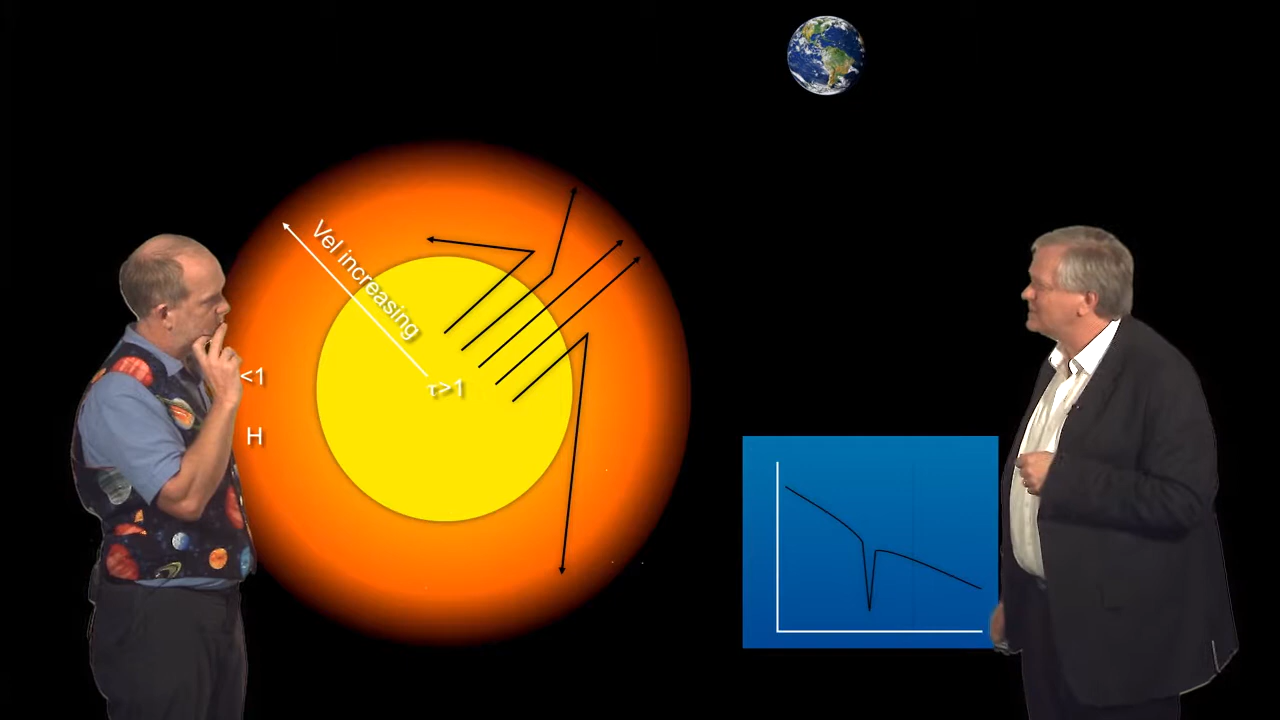 Vel increasing
τ>1
<1
H